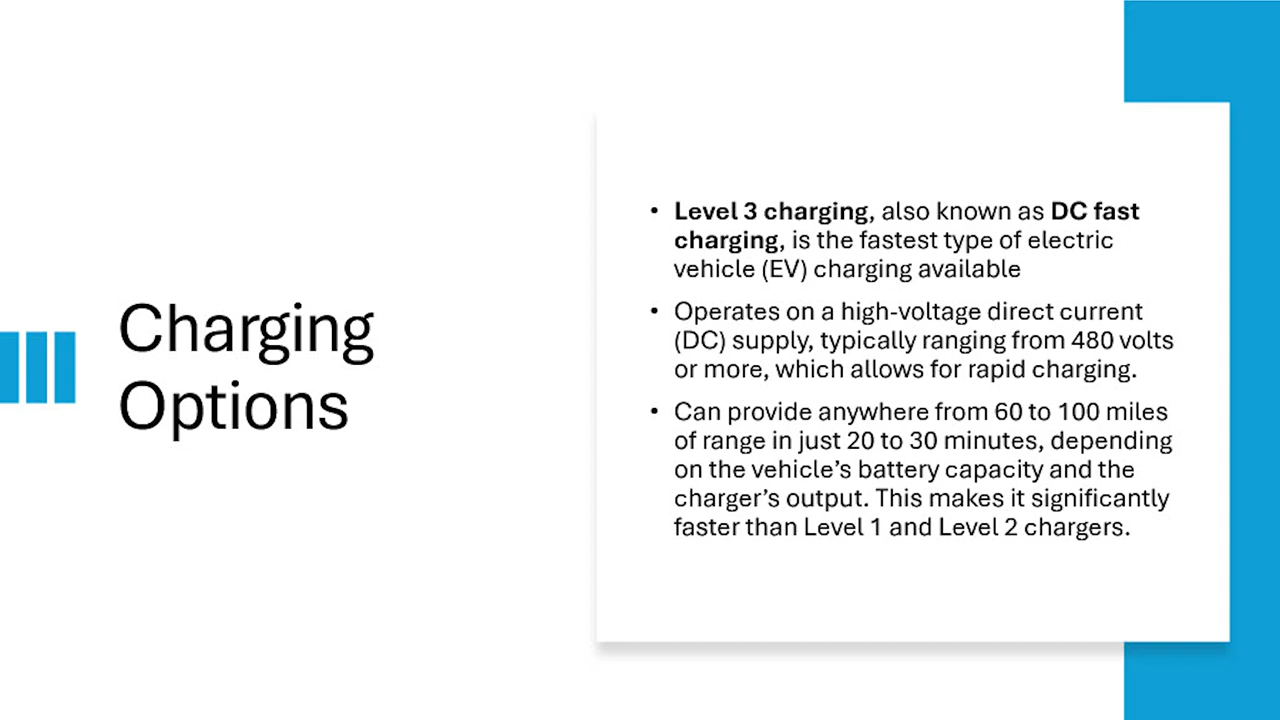 Charging
Options
• Level 3 charging, also known as DC fast
charging, is the fastest type of electric
vehicle (EV) charging available
• Operates on a high-voltage direct current
(DC) supply, typically ranging from 480 volts
or more, which allows for rapid charging.
• Can provide anywhere from 60 to 100 miles
of range in just 20 to 30 minutes, depending
on the vehicle’s battery capacity and the
charger’s output. This makes it significantly
faster than Level 1 and Level 2 chargers.